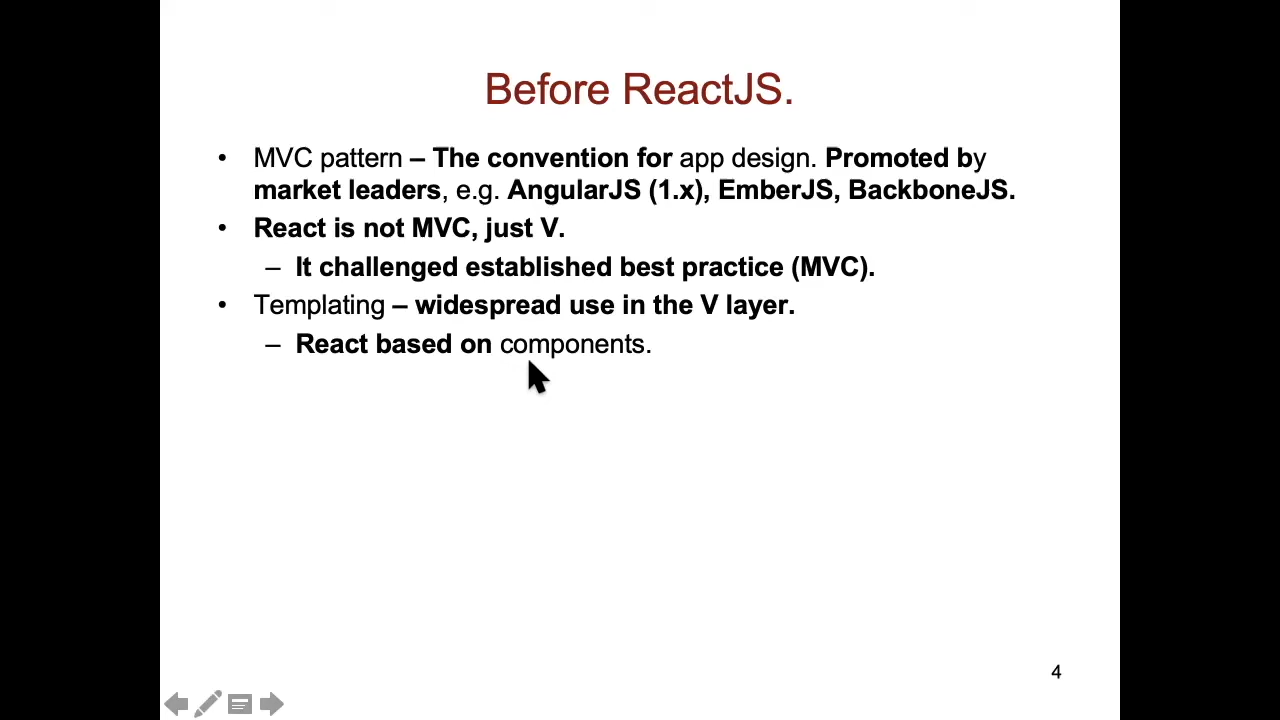 Before ReactJS.
• MVC pattern – The convention for app design. Promoted by
market leaders, e.g. AngularJS (1.x), EmberJS, BackboneJS.
• React is not MVC, just V.
– It challenged established best practice (MVC).
• Templating – widespread use in the V layer.
– React based on components.
4